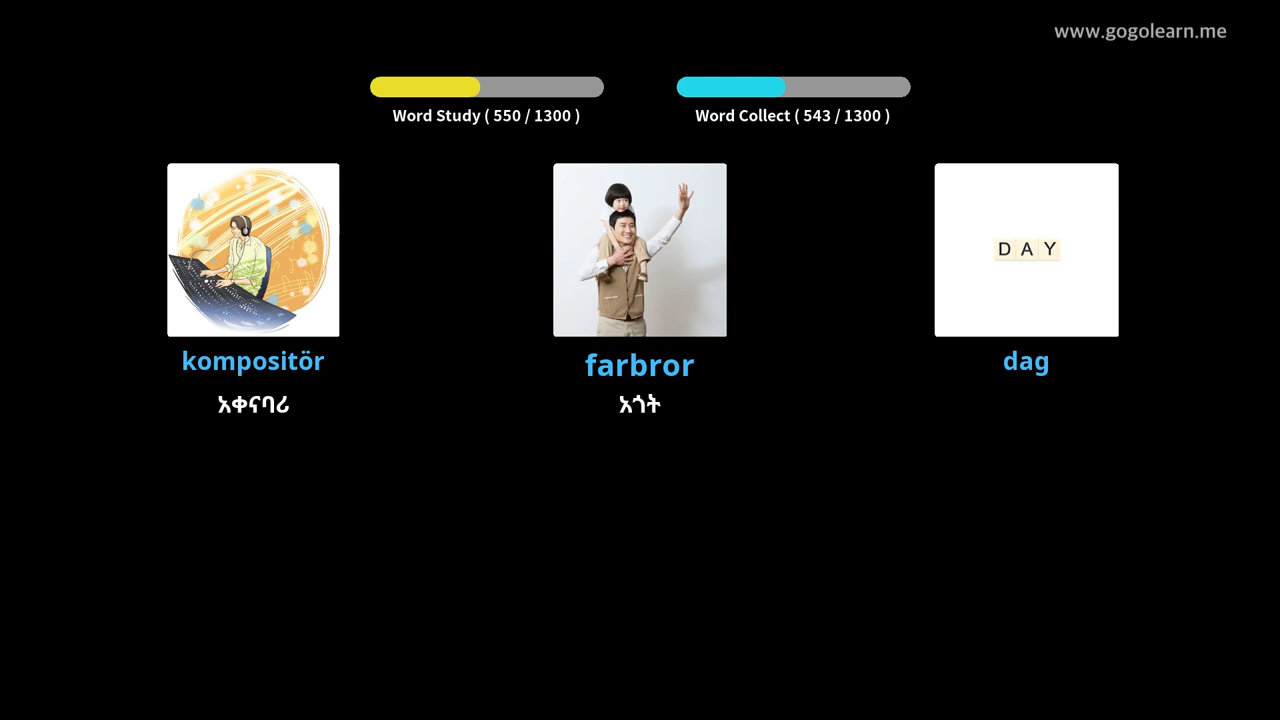 www.gogolearn.me
Word Study ( 550 / 1300 )
Word Collect ( 543 / 1300 )
DAY
kompositör
farbror
dag
አቀናባሪ
አጎት